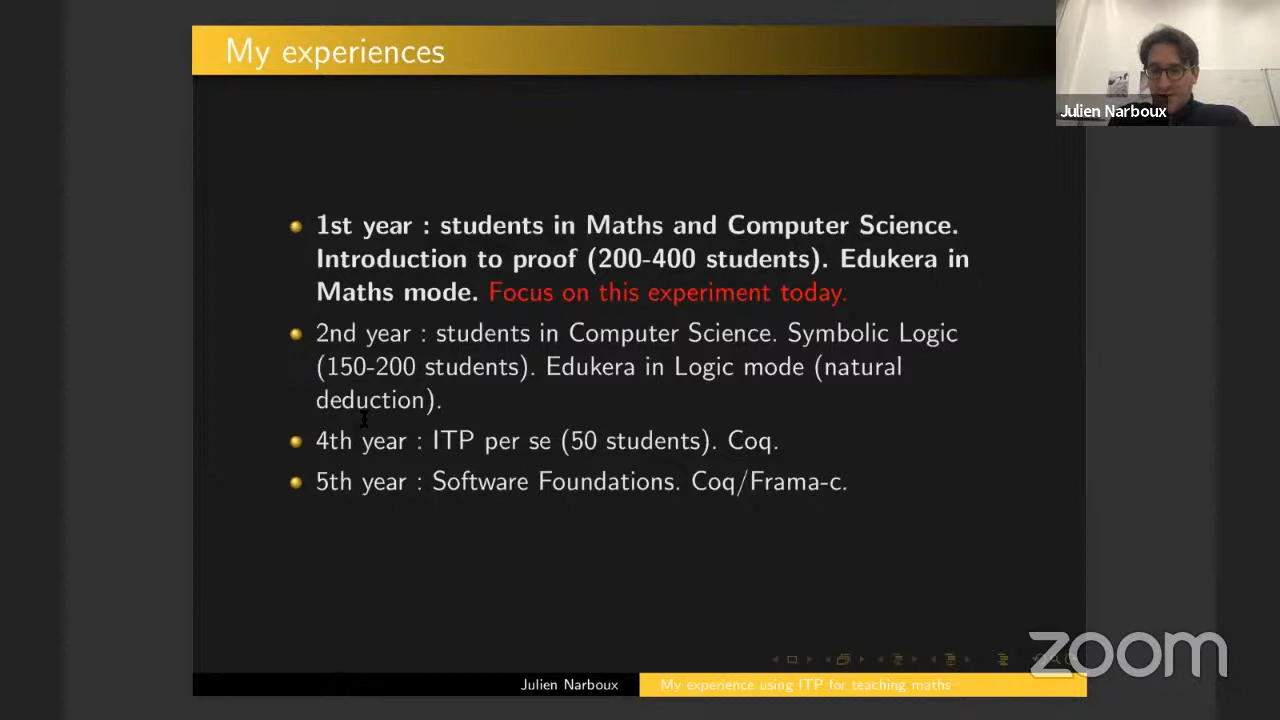 My experiences
Julien Narboux
1st year : students in Maths and Computer Science.
Introduction to proof (200-400 students). Edukera in
Maths mode. Focus on this experiment today.
2nd year : students in Computer Science. Symbolic Logic
(150-200 students). Edukera in Logic mode (natural
deduction).
4th year : ITP per se (50 students). Coq.
5th year : Software Foundations. Coq/Frama-c.
zoom
Julien Narboux
My experience using ITP for teaching maths